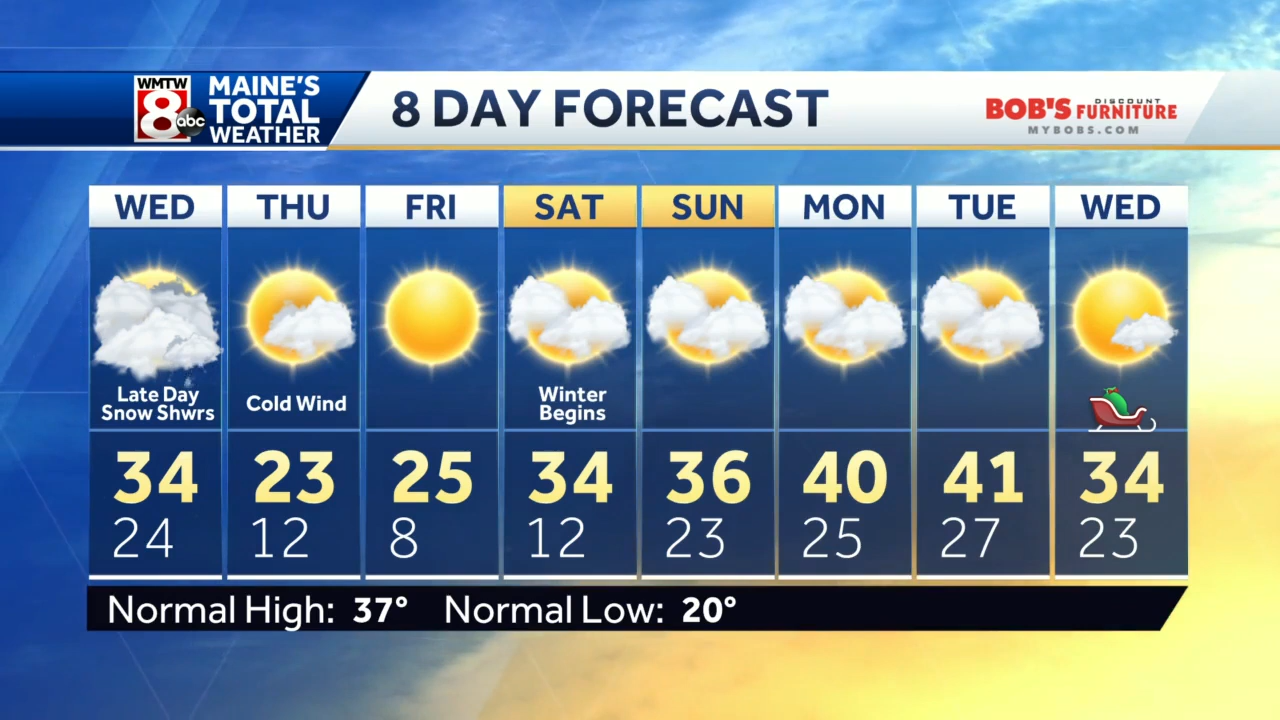 WMTW
8
abc
MAINE'S
TOTAL
WEATHER
8 DAY FORECAST
BOB'S DISCOUNT FURNITURE
MYBOBS.COM
WED THU FRI SAT SUN MON TUE WED
Late Day
Snow Shwrs
Cold Wind
Winter
Begins
34 23 25 34 36 40 41 34
24 12 8 12 23 25 27 23
Normal High: 37° Normal Low: 20°